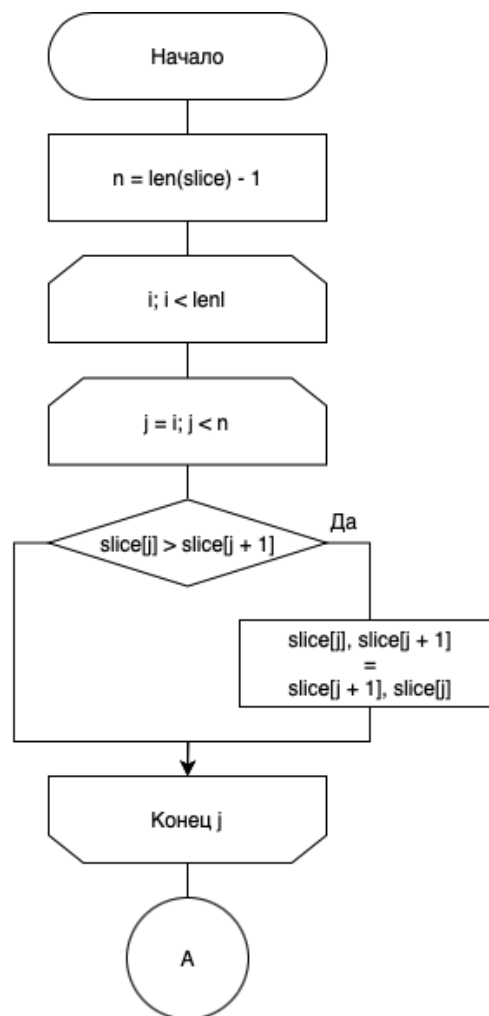 Начало
n = len(slice) - 1
i; i < lenl
j = i; j < n
slice[j] > slice[j + 1]
Да
slice[j], slice[j + 1]
=
slice[j + 1], slice[j]
Конец j
A